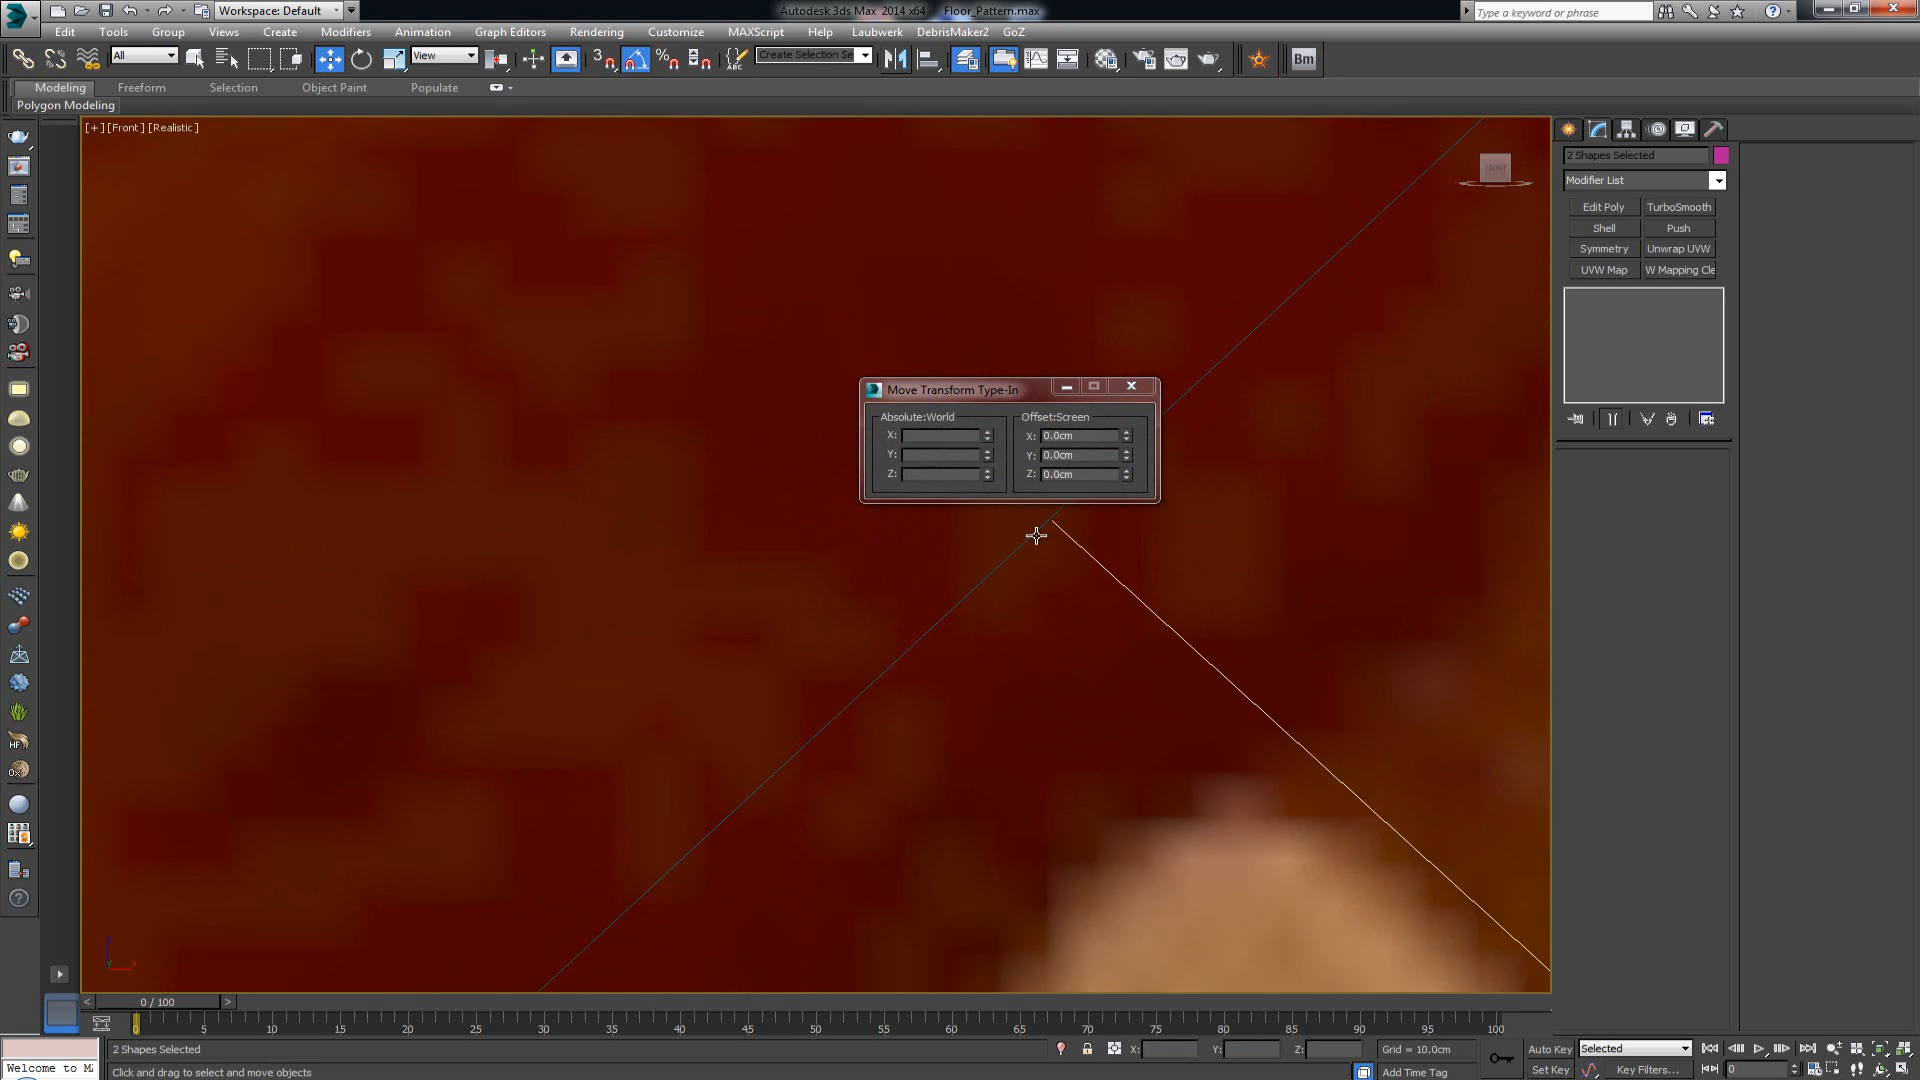 Workspace: Default
Autodesk 3ds Max 2014 x64 Floor_Pattern.max
Type a keyword or phrase
Edit Tools Group Views Create Modifiers Animation Graph Editors Rendering Customize MAXScript Help Laubwerk DebrisMaker2 GoZ
All
View
3
Create Selection Se
Bm
Modeling Freeform Selection Object Paint Populate
Polygon Modeling
[+] [Front] [Realistic]
FRONT
2 Shapes Selected
Modifier List
Edit Poly TurboSmooth
Shell Push
Symmetry Unwrap UVW
UVW Map W Mapping Cle
Move Transform Type-In
Absolute:World Offset:Screen
X: X: 0.0cm
Y: Y: 0.0cm
Z: Z: 0.0cm
HF
0 / 100
0 5 10 15 20 25 30 35 40 45 50 55 60 65 70 75 80 85 90 95 100
2 Shapes Selected X: Y: Z: Grid = 10.0cm Auto Key Selected
Welcome to M
Click and drag to select and move objects Add Time Tag Set Key Key Filters... 0